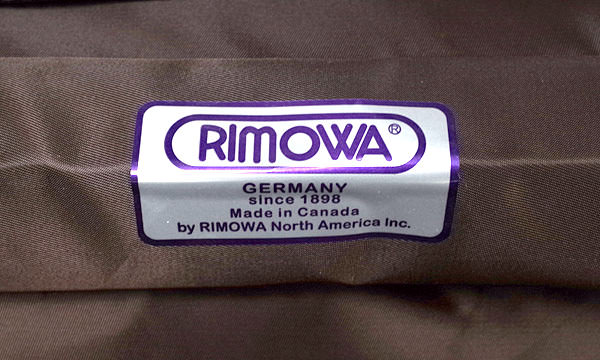 RIMOWA®
GERMANY
since 1898
Made in Canada
by RIMOWA North America Inc.